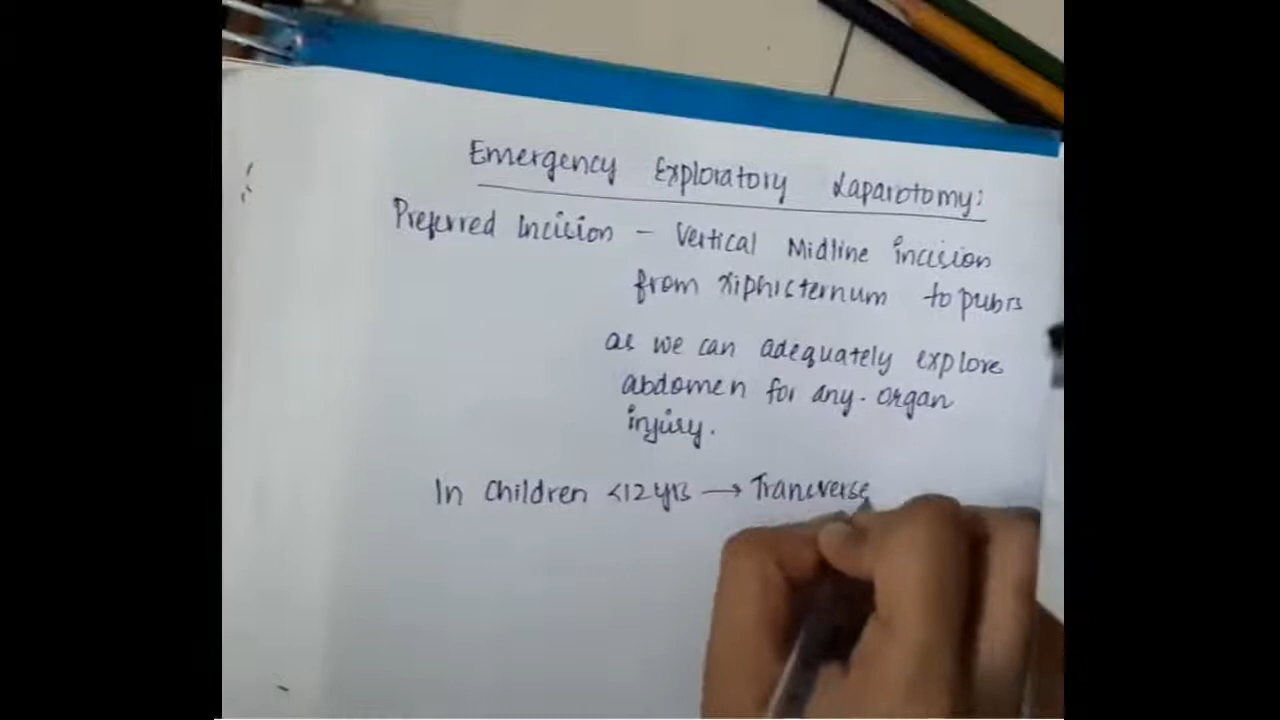 Emergency Exploratory Laparotomy:
Preferred Incision - Vertical Midline incision
from xiphisternum to pubis
as we can adequately explore
abdomen for any organ
injury.
In Children <12 yrs → Transverse